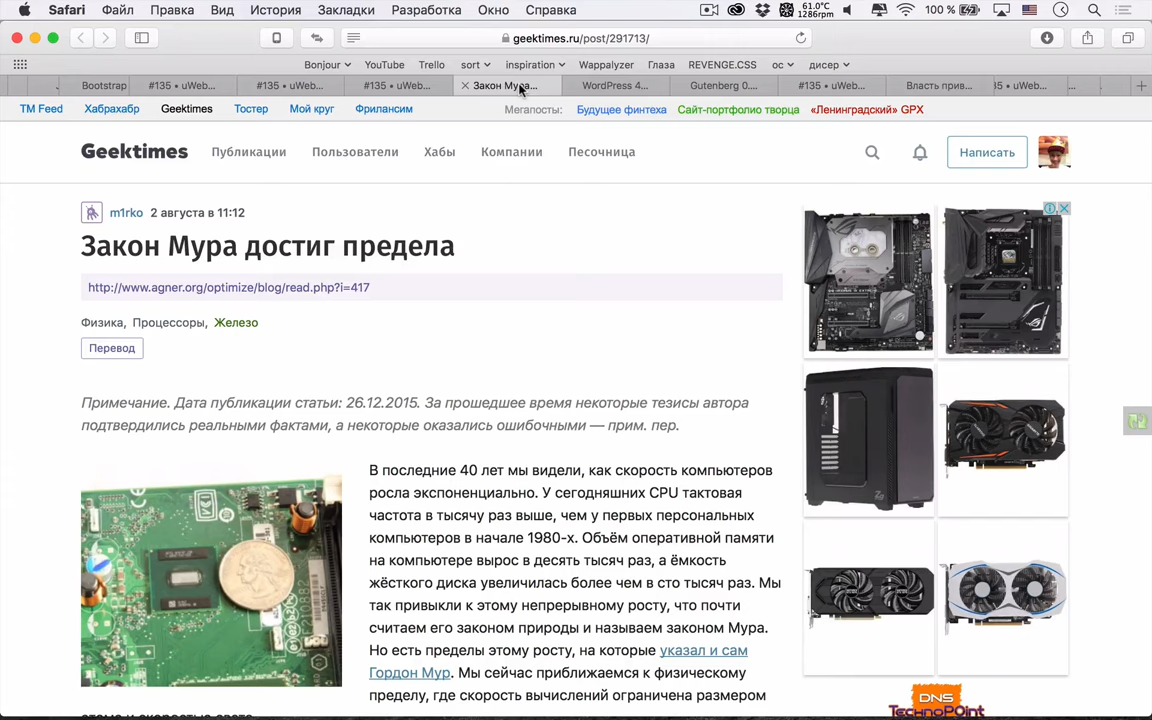 Safari Файл Правка Вид История Закладки Разработка Окно Справка 61.0°C 1286rpm 100 %
geektimes.ru/post/291713/
Bonjour YouTube Trello sort inspiration Wappalyzer Глаза REVENGE.CSS ос дисер
Bootstrap #135 • uWeb... #135 • uWeb... #135 • uWeb... Закон Мура... WordPress 4... Gutenberg 0.... #135 • uWeb... Власть прив... 35 • uWeb... ...
TM Feed Хабрахабр Geektimes Тостер Мой круг Фрилансим Мегапосты: Будущее финтеха Сайт-портфолио творца «Ленинградский» GPX
Geektimes Публикации Пользователи Хабы Компании Песочница Написать
m1rko 2 августа в 11:12
Закон Мура достиг предела
http://www.agner.org/optimize/blog/read.php?i=417
Физика, Процессоры, Железо
Перевод
Примечание. Дата публикации статьи: 26.12.2015. За прошедшее время некоторые тезисы автора
подтвердились реальными фактами, а некоторые оказались ошибочными — прим. пер.
В последние 40 лет мы видели, как скорость компьютеров
росла экспоненциально. У сегодняшних CPU тактовая
частота в тысячу раз выше, чем у первых персональных
компьютеров в начале 1980-х. Объём оперативной памяти
на компьютере вырос в десять тысяч раз, а ёмкость
жёсткого диска увеличилась более чем в сто тысяч раз. Мы
так привыкли к этому непрерывному росту, что почти
считаем его законом природы и называем законом Мура.
Но есть пределы этому росту, на которые указал и сам
Гордон Мур. Мы сейчас приближаемся к физическому
пределу, где скорость вычислений ограничена размером
DNS
TechnoPoint